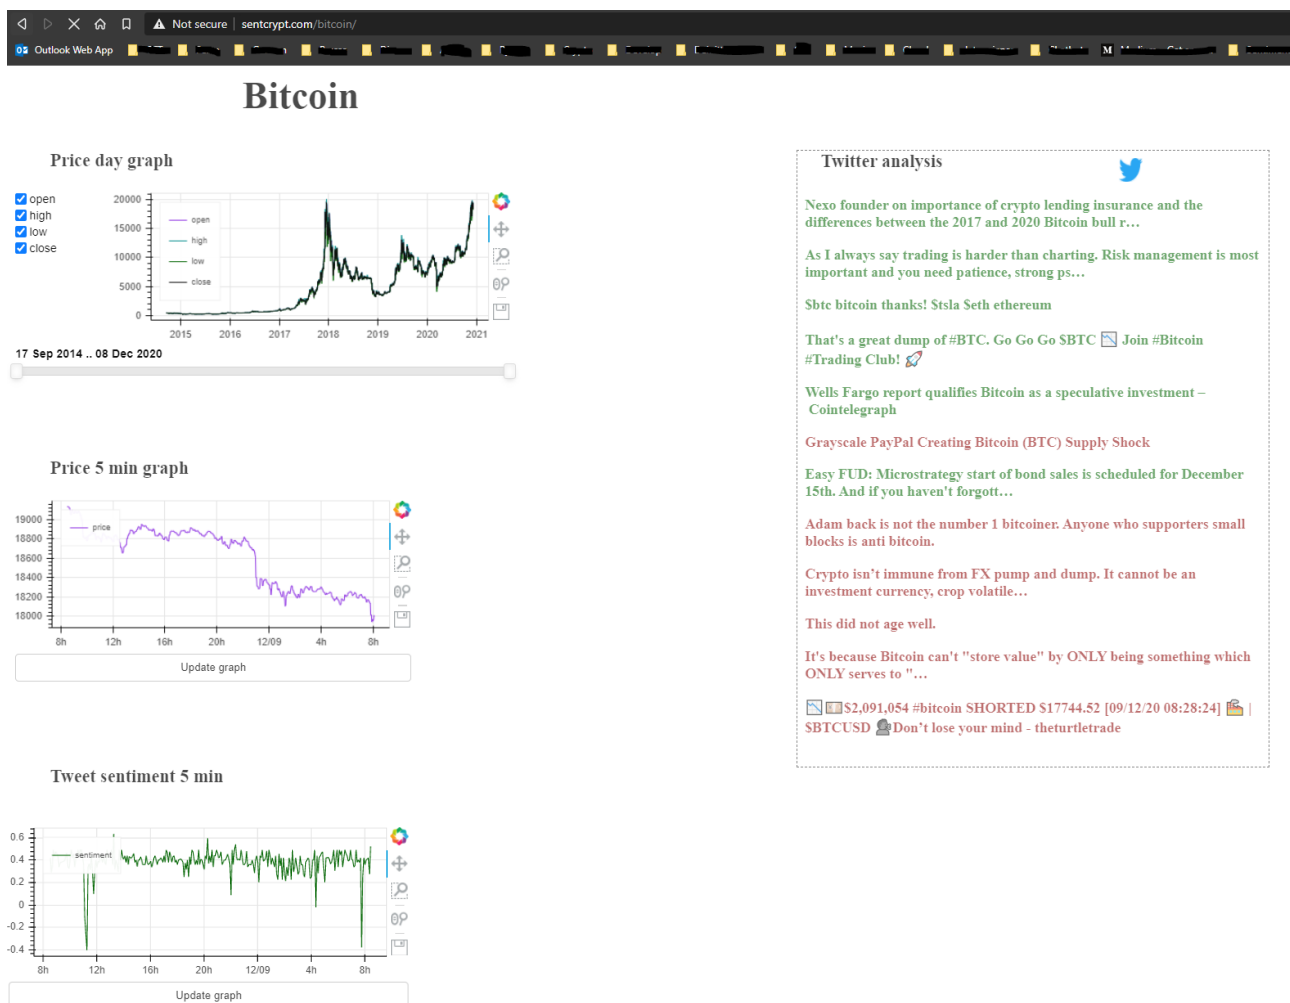 Not secure | sentcrypt.com/bitcoin/
Outlook Web App
Bitcoin
Price day graph
open
high
low
close
20000
15000
10000
5000
0
open
high
low
close
2015 2016 2017 2018 2019 2020 2021
17 Sep 2014 .. 08 Dec 2020
Price 5 min graph
19000
18800
18600
18400
18200
18000
price
8h 12h 16h 20h 12/09 4h 8h
Update graph
Tweet sentiment 5 min
0.6
0.4
0.2
0
-0.2
-0.4
sentiment
8h 12h 16h 20h 12/09 4h 8h
Update graph
Twitter analysis
Nexo founder on importance of crypto lending insurance and the
differences between the 2017 and 2020 Bitcoin bull r…
As I always say trading is harder than charting. Risk management is most
important and you need patience, strong ps…
$btc bitcoin thanks! $tsla $eth ethereum
That's a great dump of #BTC. Go Go Go $BTC 📉 Join #Bitcoin
#Trading Club! 🚀
Wells Fargo report qualifies Bitcoin as a speculative investment –
Cointelegraph
Grayscale PayPal Creating Bitcoin (BTC) Supply Shock
Easy FUD: Microstrategy start of bond sales is scheduled for December
15th. And if you haven't forgott…
Adam back is not the number 1 bitcoiner. Anyone who supporters small
blocks is anti bitcoin.
Crypto isn’t immune from FX pump and dump. It cannot be an
investment currency, crop volatile…
This did not age well.
It's because Bitcoin can't "store value" by ONLY being something which
ONLY serves to "…
📉💴$2,091,054 #bitcoin SHORTED $17744.52 [09/12/20 08:28:24] |
$BTCUSD Don’t lose your mind - theturtletrade